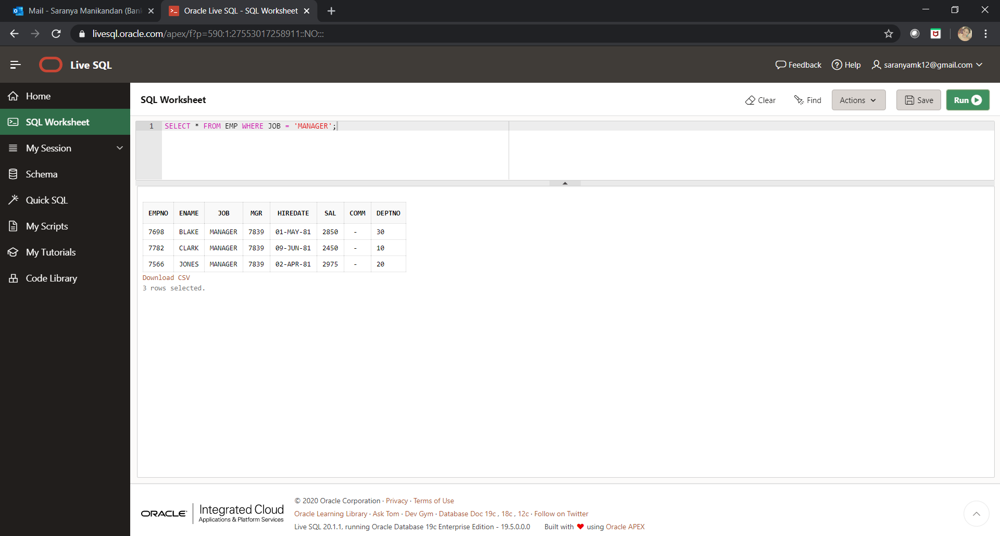 Mail - Saranya Manikandan (Ban
Oracle Live SQL - SQL Worksheet
livesql.oracle.com/apex/f?p=590:1:27553017258911::NO:::
Live SQL
Feedback
Help
saranyamk12@gmail.com
Home
SQL Worksheet
My Session
Schema
Quick SQL
My Scripts
My Tutorials
Code Library
SQL Worksheet
Clear
Find
Actions
Save
Run
1 SELECT * FROM EMP WHERE JOB = 'MANAGER';
EMPNO ENAME JOB MGR HIREDATE SAL COMM DEPTNO
7698 BLAKE MANAGER 7839 01-MAY-81 2850 - 30
7782 CLARK MANAGER 7839 09-JUN-81 2450 - 10
7566 JONES MANAGER 7839 02-APR-81 2975 - 20
Download CSV
3 rows selected.
ORACLE
Integrated Cloud
Applications & Platform Services
© 2020 Oracle Corporation · Privacy · Terms of Use
Oracle Learning Library · Ask Tom · Dev Gym · Database Doc 19c, 18c, 12c · Follow on Twitter
Live SQL 20.1.1, running Oracle Database 19c Enterprise Edition - 19.5.0.0.0 Built with ❤ using Oracle APEX